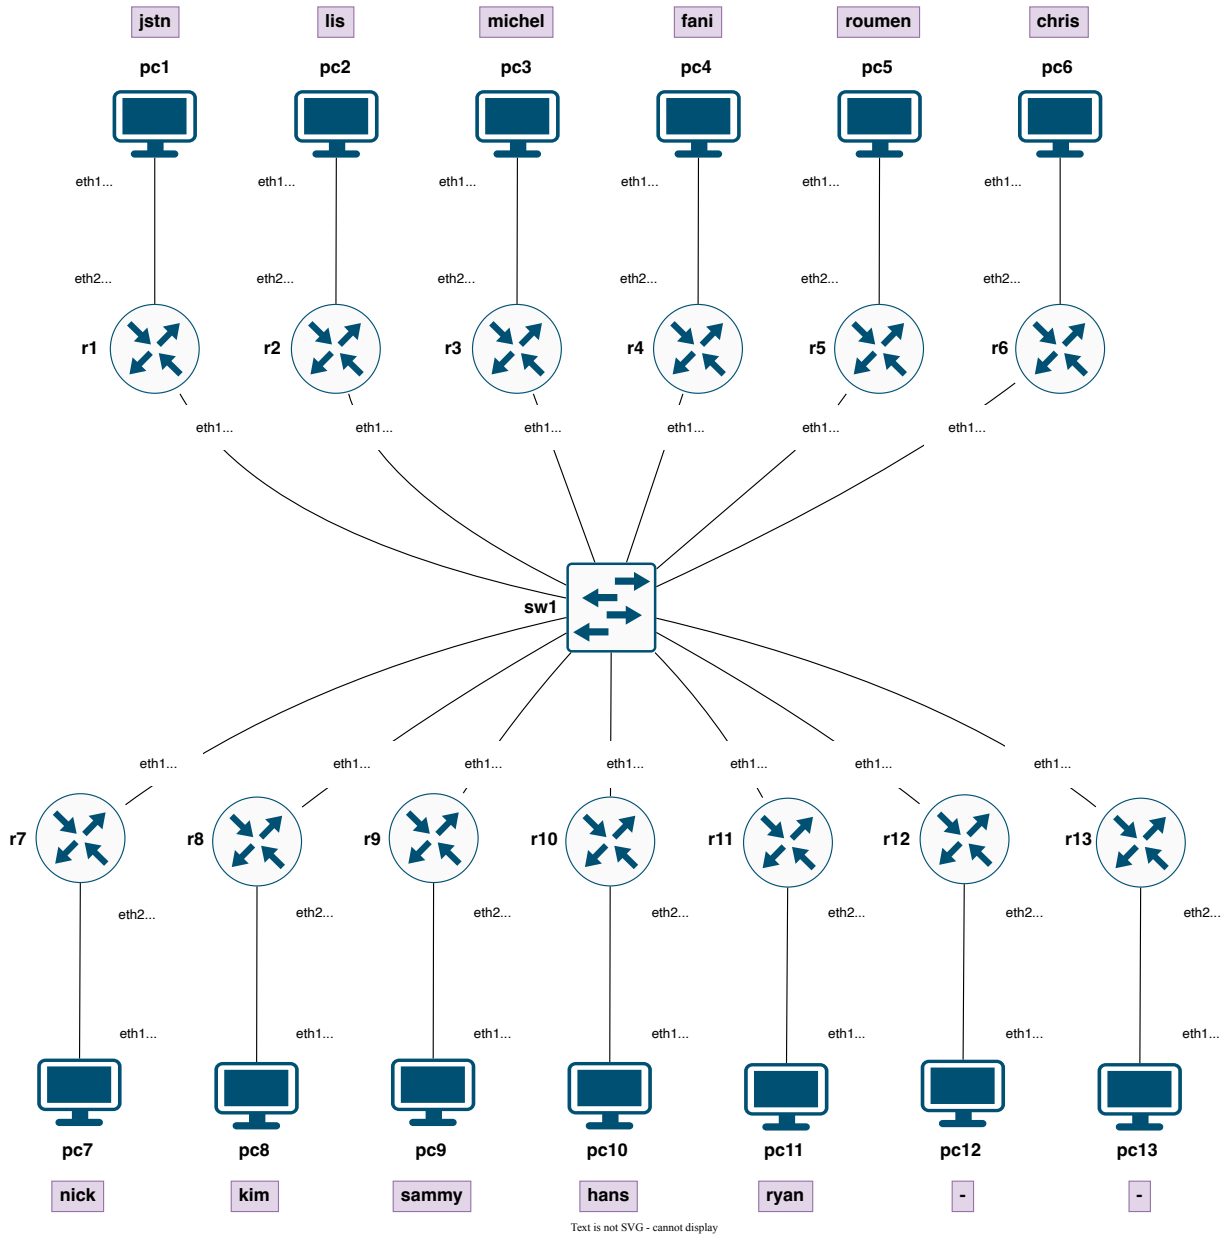 jstn lis michel fani roumen chris
pc1 pc2 pc3 pc4 pc5 pc6
eth1... eth1... eth1... eth1... eth1... eth1...
eth2... eth2... eth2... eth2... eth2... eth2...
r1 r2 r3 r4 r5 r6
eth1... eth1... eth1... eth1... eth1... eth1...
sw1
eth1... eth1... eth1... eth1... eth1... eth1... eth1...
r7 r8 r9 r10 r11 r12 r13
eth2... eth2... eth2... eth2... eth2... eth2... eth2...
eth1... eth1... eth1... eth1... eth1... eth1... eth1...
pc7 pc8 pc9 pc10 pc11 pc12 pc13
nick kim sammy hans ryan - -
Text is not SVG - cannot display